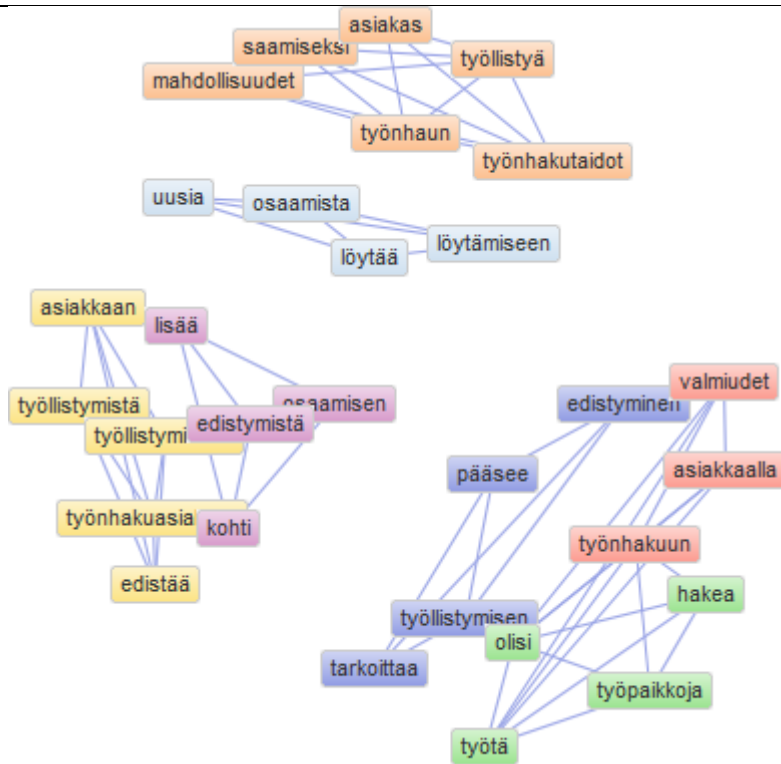 asiakas
saamiseksi
työllistyä
mahdollisuudet
työnhaun
työnhakutaidot
uusia
osaamista
löytämiseen
löytää
asiakkaan
lisää
valmiudet
työllistymistä
osaamisen
edistyminen
edistymistä
asiakkaalla
pääsee
kohti
työnhakuun
edistää
hakea
työllistymisen
olisi
tarkoittaa
työpaikkoja
työtä